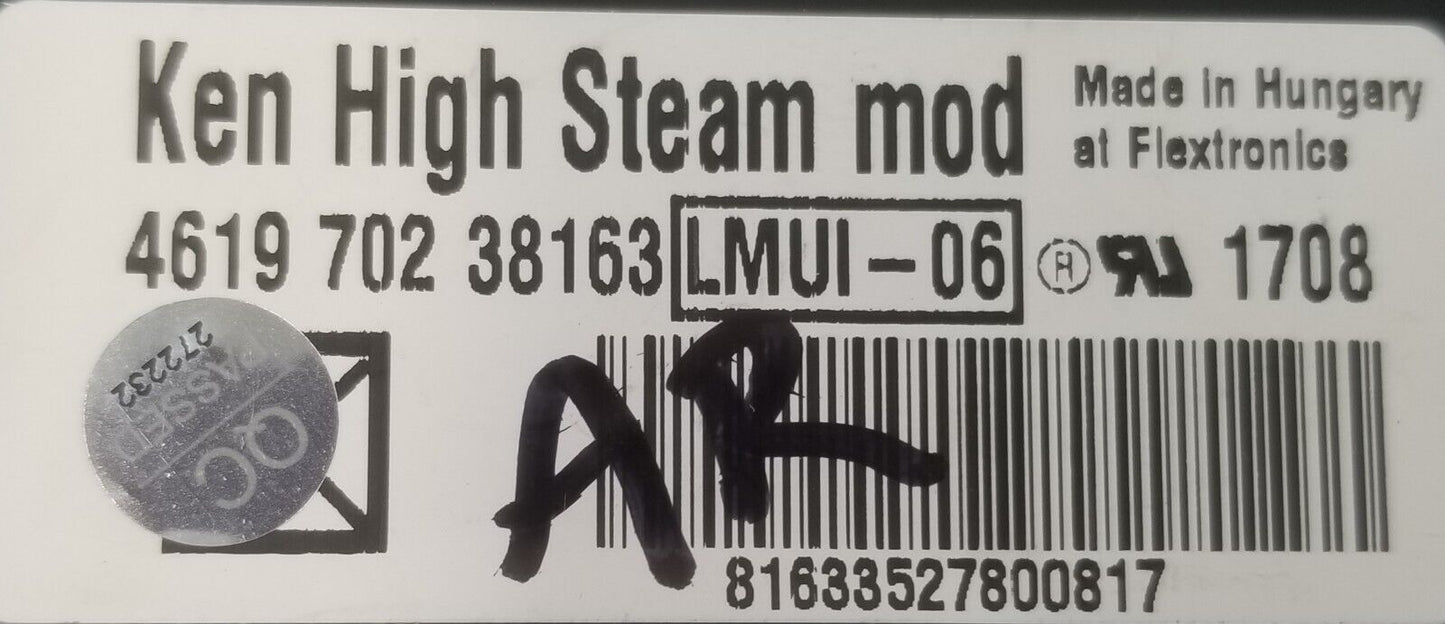 Ken High Steam mod
Made in Hungary
at Flextronics
4619 702 38163 LMUI-06 ® RU 1708
272232
PASSED
QC
AR
81633527800817